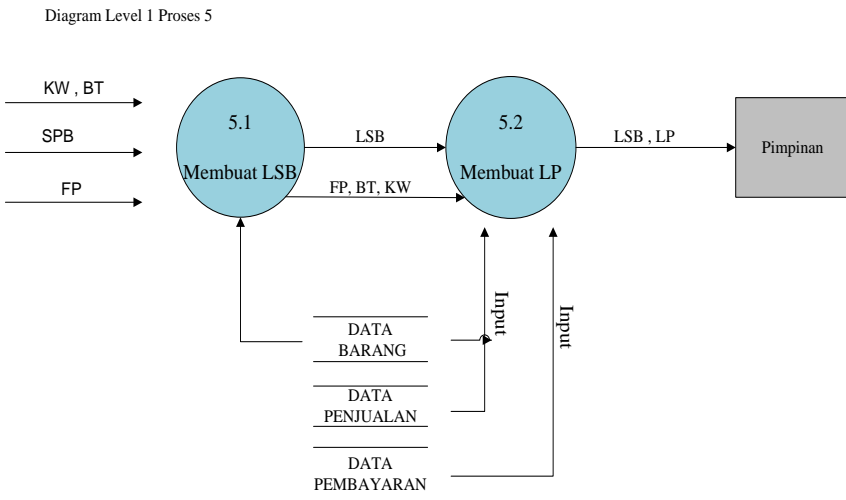 Diagram Level 1 Proses 5
KW , BT
SPB
FP
5.1
Membuat LSB
LSB
FP, BT, KW
5.2
Membuat LP
LSB , LP
Pimpinan
Input
Input
DATA
BARANG
DATA
PENJUALAN
DATA
PEMBAYARAN